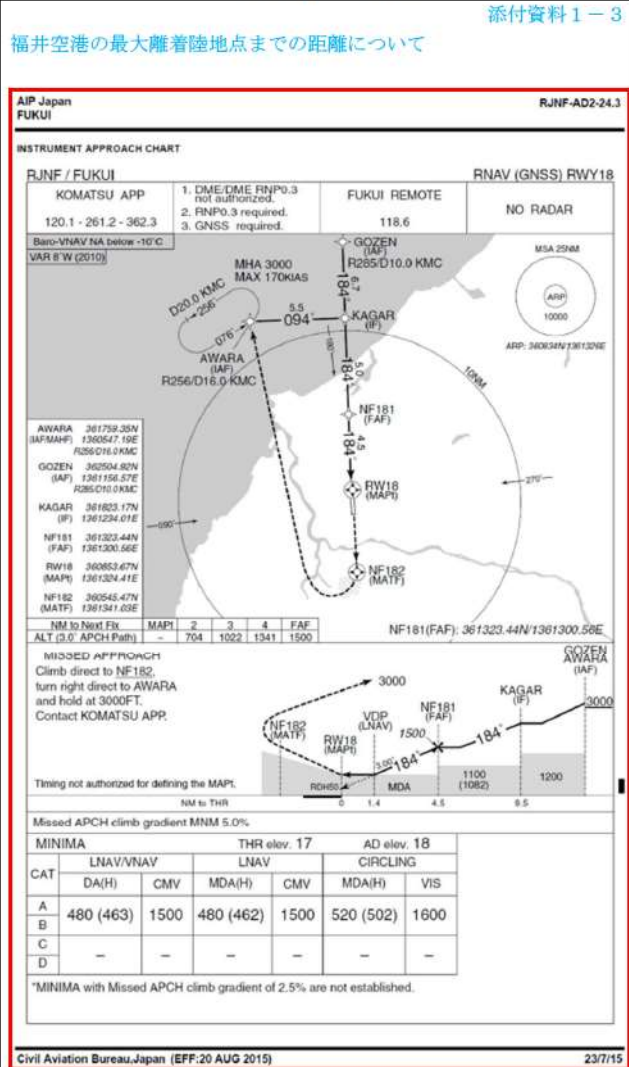 添付資料1-3
福井空港の最大離着陸地点までの距離について
AIP Japan
FUKUI
RJNF-AD2-24.3
INSTRUMENT APPROACH CHART
RJNF / FUKUI
RNAV (GNSS) RWY18
KOMATSU APP
120.1 - 261.2 - 362.3
1. DME/DME RNP0.3
not authorized.
2. RNP0.3 required.
3. GNSS required.
FUKUI REMOTE
118.6
NO RADAR
Baro-VNAV NA below -10°C
VAR 8°W (2010)
MHA 3000
MAX 170KIAS
GOZEN
(IAF)
R285/D10.0 KMC
MSA 25NM
ARP
10000
ARP: 360834N/1361326E
D20.0 KMC
256°
076°
5.5
094°
6.7
184°
KAGAR
(IF)
AWARA
(IAF)
R256/D16.0 KMC
5.0
184°
10NM
NF181
(FAF)
4.5
184°
RW18
(MAPt)
270°
090°
NF182
(MATF)
AWARA 361759.35N
(IAF/MAHF) 1360547.19E
R256/D16.0 KMC
GOZEN 362504.92N
(IAF) 1361156.57E
R285/D10.0 KMC
KAGAR 361823.17N
(IF) 1361234.01E
NF181 361323.44N
(FAF) 1361300.56E
RW18 360853.67N
(MAPt) 1361324.41E
NF182 360545.47N
(MATF) 1361341.03E
NM to Next Fix MAPt 2 3 4 FAF
ALT (3.0° APCH Path) - 704 1022 1341 1500
NF181(FAF): 361323.44N/1361300.56E
MISSED APPROACH
Climb direct to NF182,
turn right direct to AWARA
and hold at 3000FT.
Contact KOMATSU APP.
Timing not authorized for defining the MAPt.
3000
NF182
(MATF)
RW18
(MAPt)
VDP
(LNAV)
1500
NF181
(FAF)
KAGAR
(IF)
GOZEN
AWARA
(IAF)
3000
184°
3.00°
184°
RDH50
MDA
1100
(1082)
1200
NM to THR 0 1.4 4.5 9.5
Missed APCH climb gradient MNM 5.0%
MINIMA THR elev. 17 AD elev. 18
CAT LNAV/VNAV LNAV CIRCLING
DA(H) CMV MDA(H) CMV MDA(H) VIS
A
B
480 (463) 1500 480 (462) 1500 520 (502) 1600
C
D
- - - - - -
*MINIMA with Missed APCH climb gradient of 2.5% are not established.
Civil Aviation Bureau,Japan (EFF:20 AUG 2015)
23/7/15